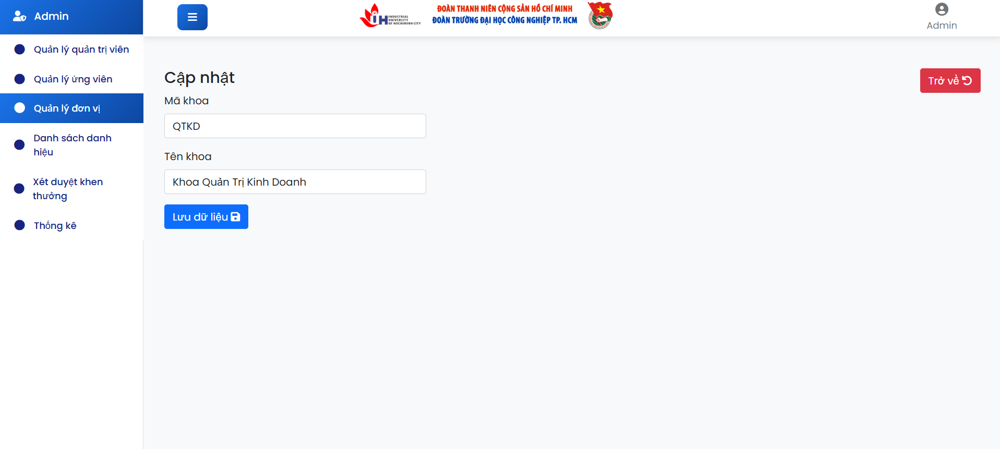 Admin
Quản lý quản trị viên
Quản lý ứng viên
Quản lý đơn vị
Danh sách danh
hiệu
Xét duyệt khen
thưởng
Thống kê
IUH
INDUSTRIAL
UNIVERSITY
OF HOCHIMINH CITY
ĐOÀN THANH NIÊN CỘNG SẢN HỒ CHÍ MINH
ĐOÀN TRƯỜNG ĐẠI HỌC CÔNG NGHIỆP TP. HCM
Admin
Cập nhật
Trở về
Mã khoa
QTKD
Tên khoa
Khoa Quản Trị Kinh Doanh
Lưu dữ liệu